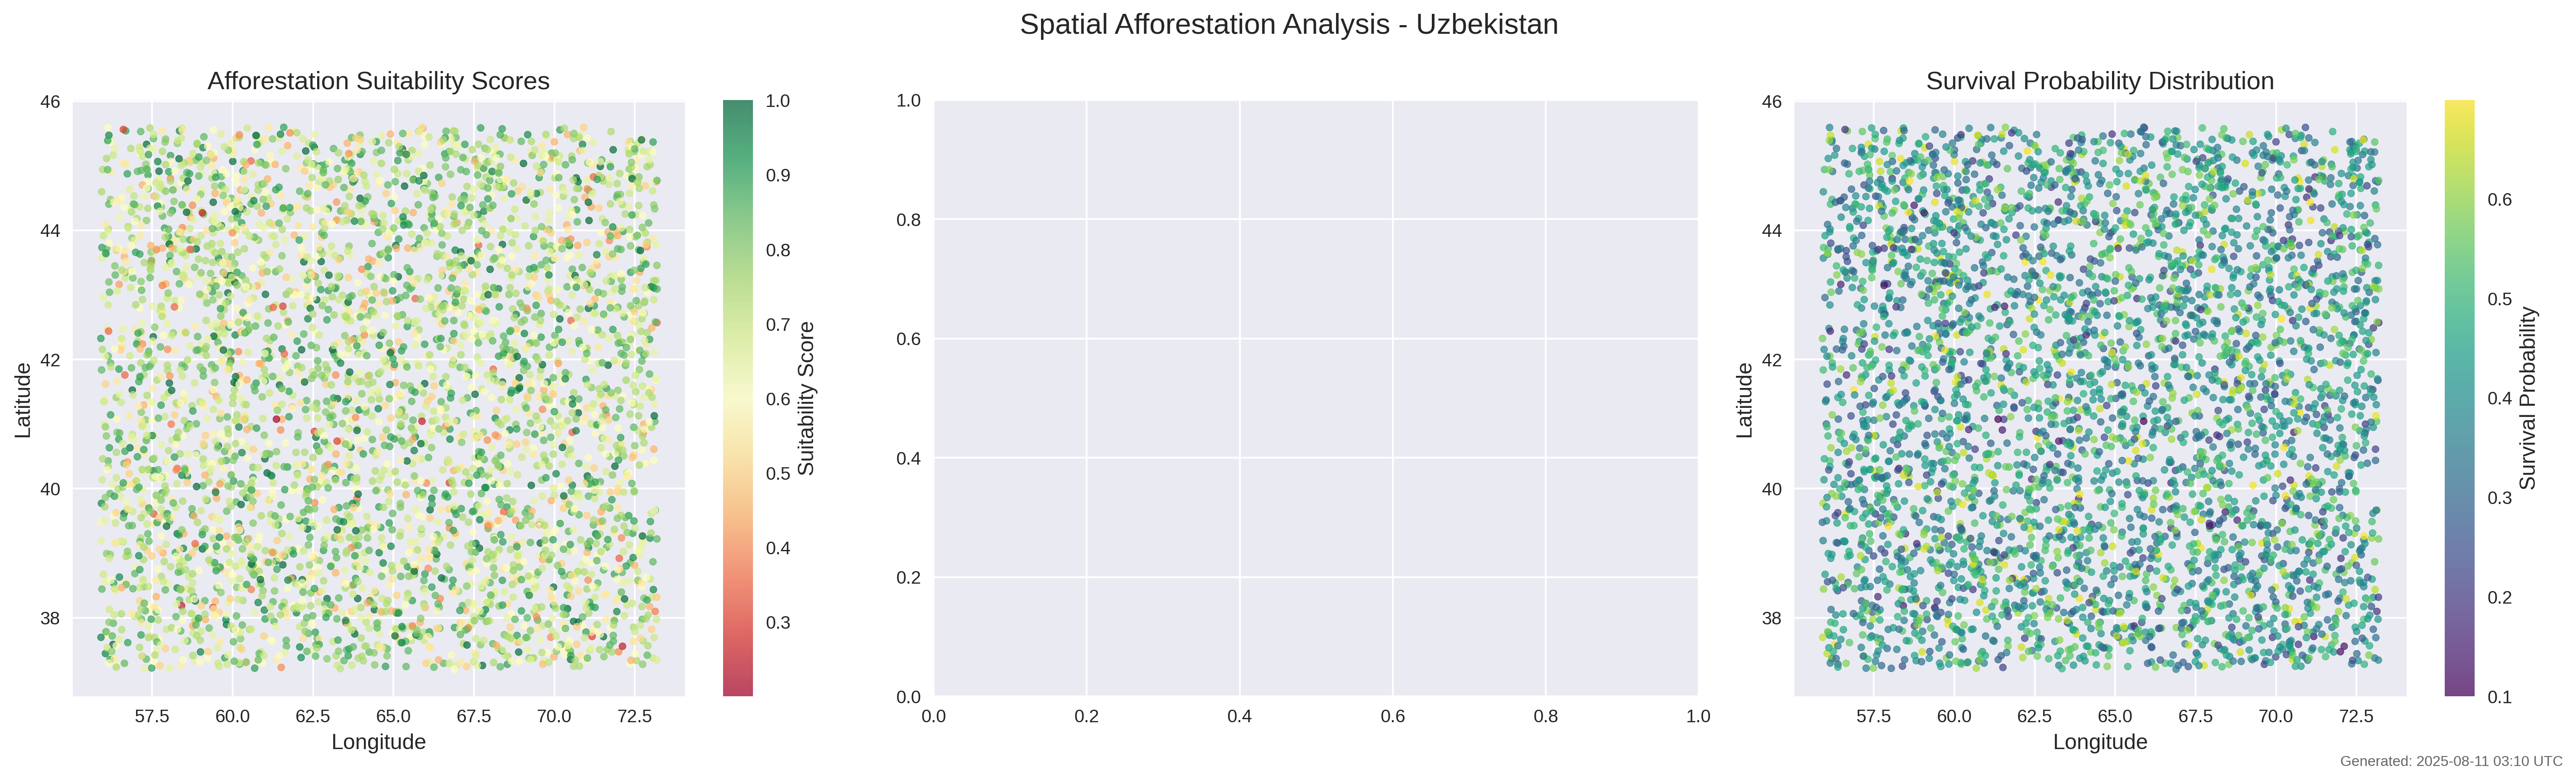 Spatial Afforestation Analysis - Uzbekistan
Afforestation Suitability Scores
46
44
42
40
38
Latitude
57.5 60.0 62.5 65.0 67.5 70.0 72.5
Longitude
1.0
0.9
0.8
0.7
0.6
0.5
0.4
0.3
Suitability Score
1.0
0.8
0.6
0.4
0.2
0.0
0.0 0.2 0.4 0.6 0.8 1.0
Survival Probability Distribution
46
44
42
40
38
Latitude
57.5 60.0 62.5 65.0 67.5 70.0 72.5
Longitude
0.6
0.5
0.4
0.3
0.2
0.1
Survival Probability
Generated: 2025-08-11 03:10 UTC